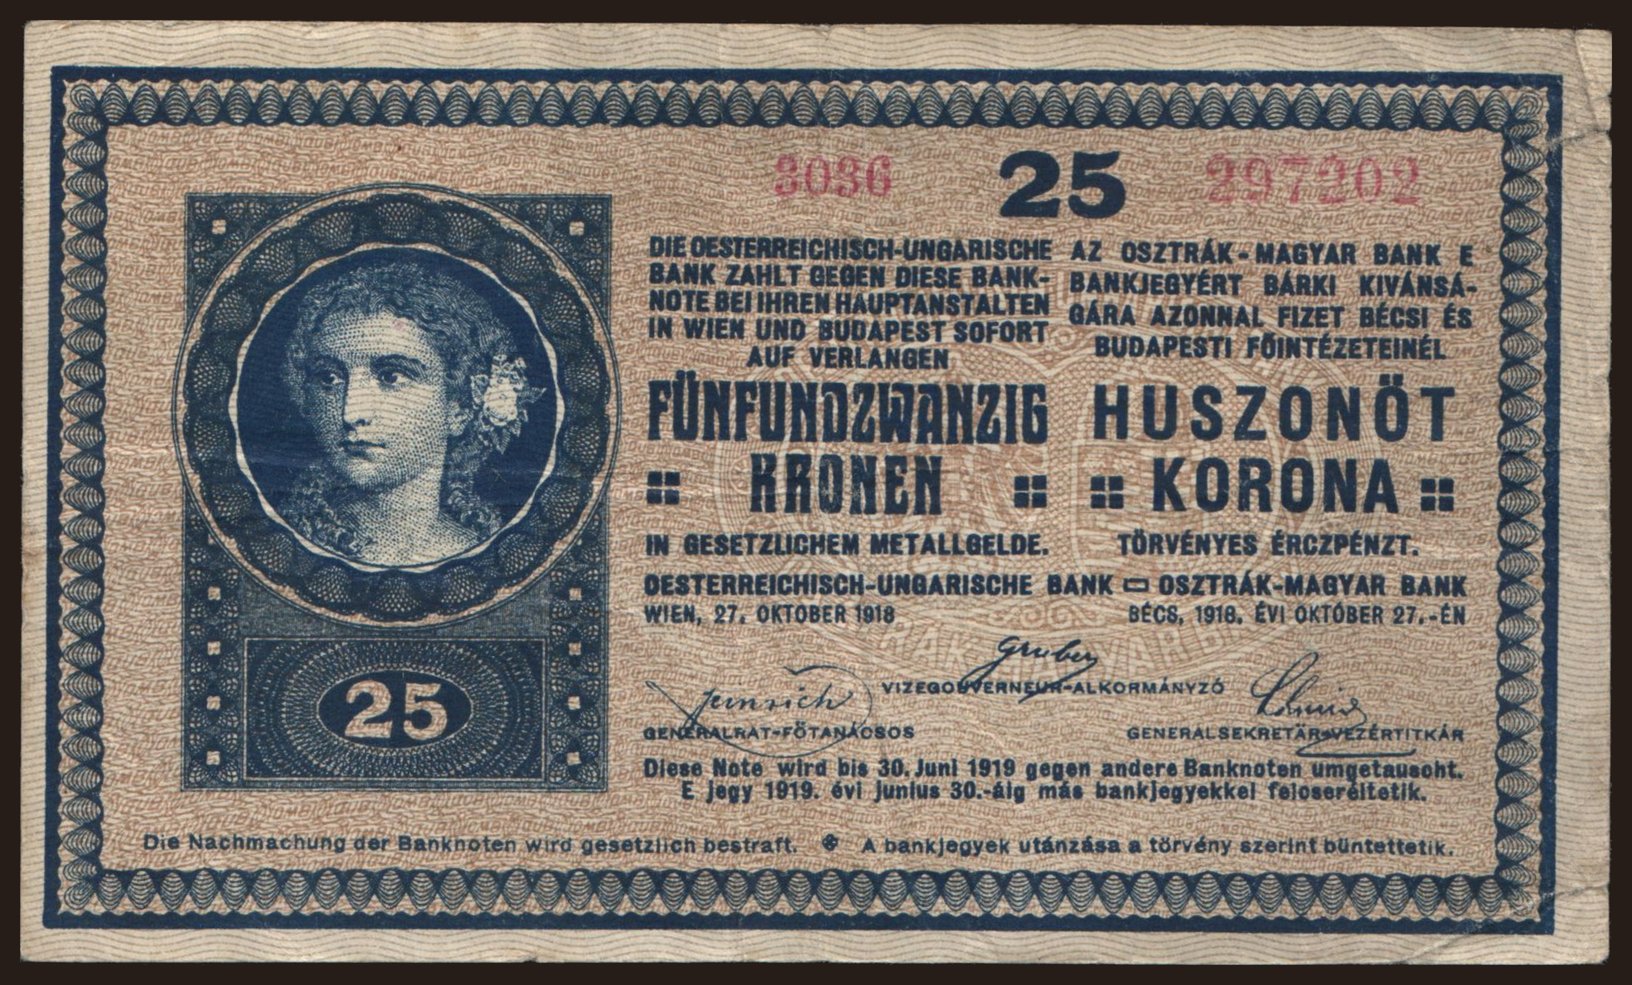 3036 25 297202
DIE OESTERREICHISCH-UNGARISCHE
BANK ZAHLT GEGEN DIESE BANK-
NOTE BEI IHREN HAUPTANSTALTEN
IN WIEN UND BUDAPEST SOFORT
AUF VERLANGEN
FÜNFUNDZWANZIG
KRONEN
IN GESETZLICHEM METALLGELDE.
AZ OSZTRÁK-MAGYAR BANK E
BANKJEGYÉRT BÁRKI KIVÁNSÁ-
GÁRA AZONNAL FIZET BÉCSI ÉS
BUDAPESTI FŐINTÉZETEINÉL
HUSZONÖT
KORONA
TÖRVÉNYES ÉRCZPÉNZT.
OESTERREICHISCH-UNGARISCHE BANK OSZTRÁK-MAGYAR BANK
WIEN, 27. OKTOBER 1918 BÉCS, 1918. ÉVI OKTÓBER 27.-ÉN
Gruber
VIZEGOUVERNEUR-ALKORMÁNYZÓ
GENERALRAT-FŐTANÁCSOS GENERALSEKRETÄR-VEZÉRTITKÁR
25
Diese Note wird bis 30. Juni 1919 gegen andere Banknoten umgetauscht.
E jegy 1919. évi junius 30.-áig más bankjegyekkel felcseréltetik.
Die Nachmachung der Banknoten wird gesetzlich bestraft. A bankjegyek utánzása a törvény szerint büntettetik.